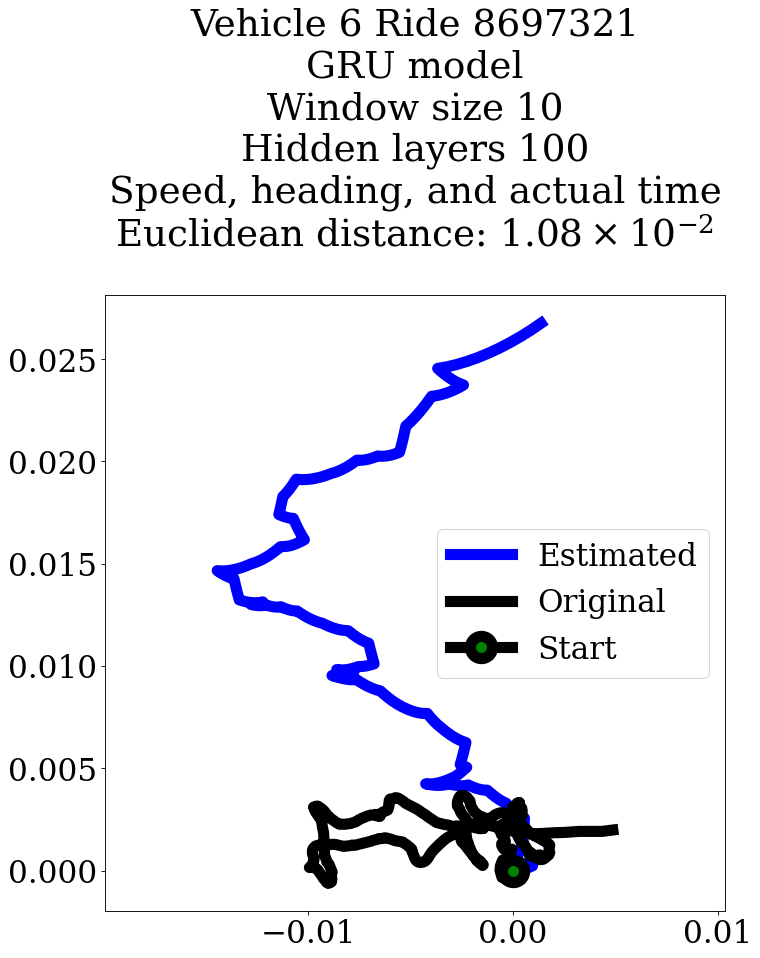 Vehicle 6 Ride 8697321
GRU model
Window size 10
Hidden layers 100
Speed, heading, and actual time
Euclidean distance: 1.08 × 10⁻²
0.025
0.020
0.015
0.010
0.005
0.000
Estimated
Original
Start
−0.01
0.00
0.01